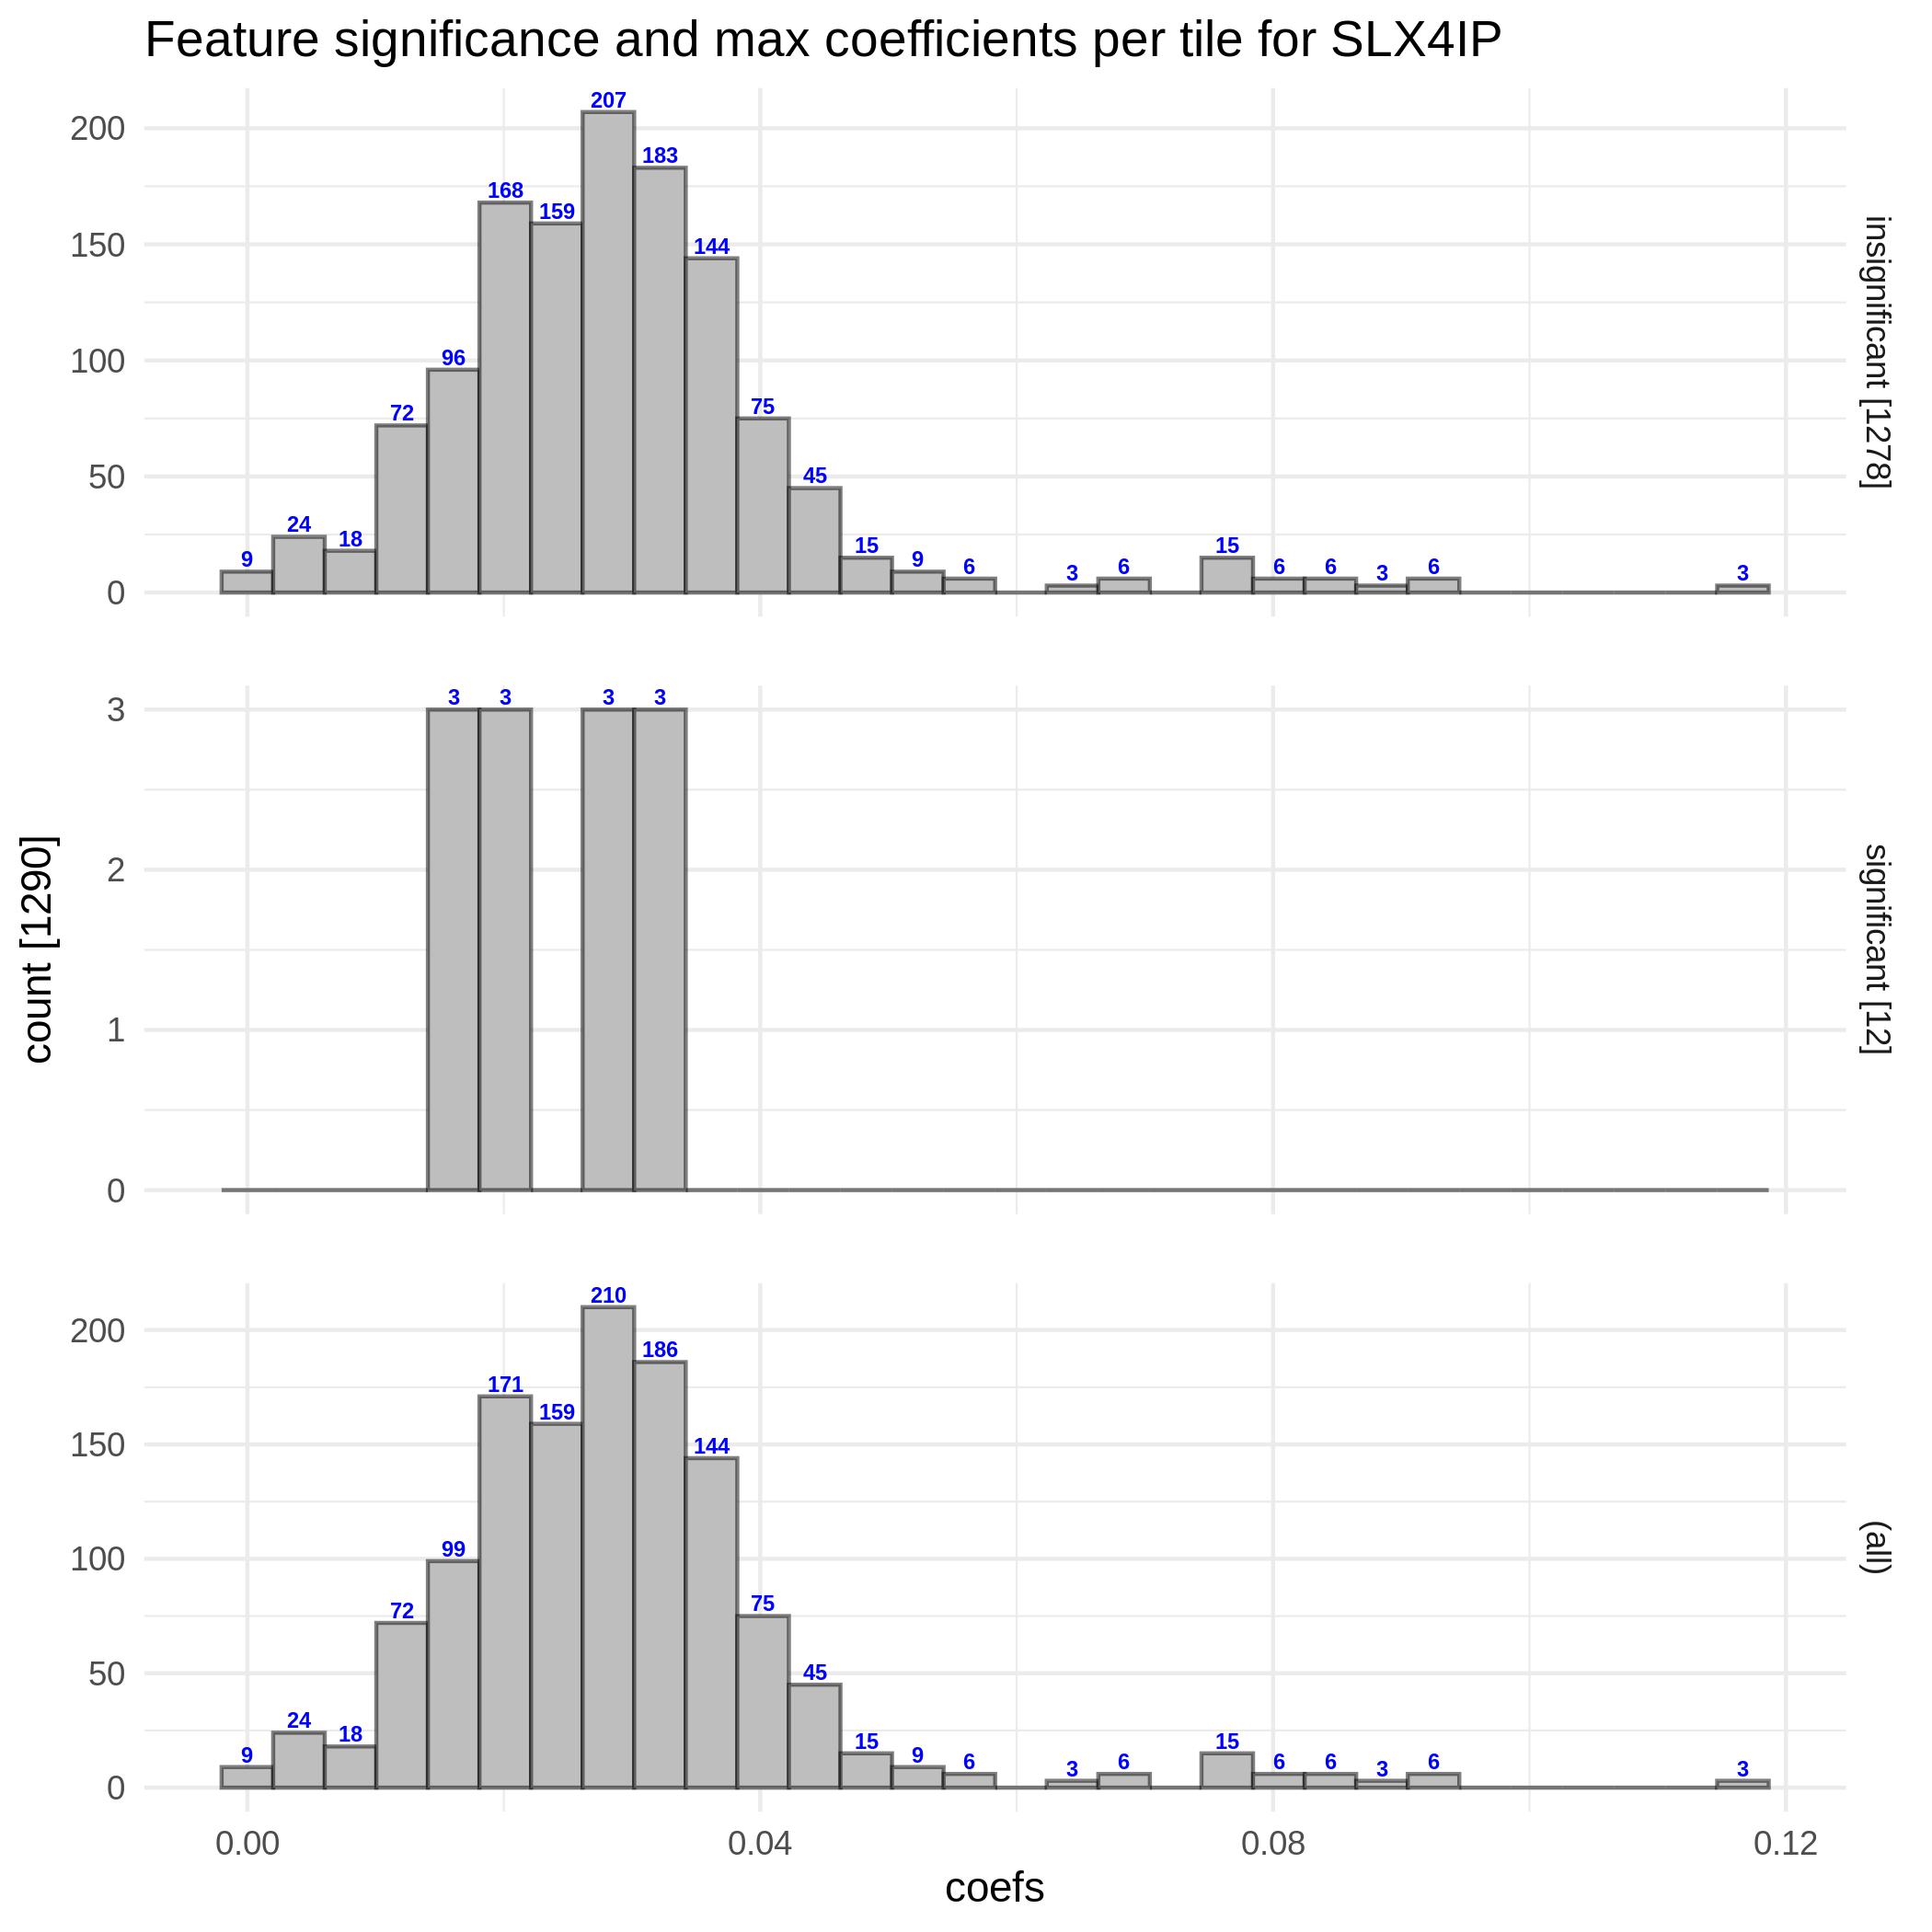 Feature significance and max coefficients per tile for SLX4IP
200
150
100
50
0
9 24 18 72 96 168 159 207 183 144 75 45 15 9 6 3 6 15 6 6 3 6 3
insignificant [1278]
count [1290]
3
2
1
0
3 3 3 3
significant [12]
200
150
100
50
0
9 24 18 72 99 171 159 210 186 144 75 45 15 9 6 3 6 15 6 6 3 6 3
(all)
0.00 0.04 0.08 0.12
coefs